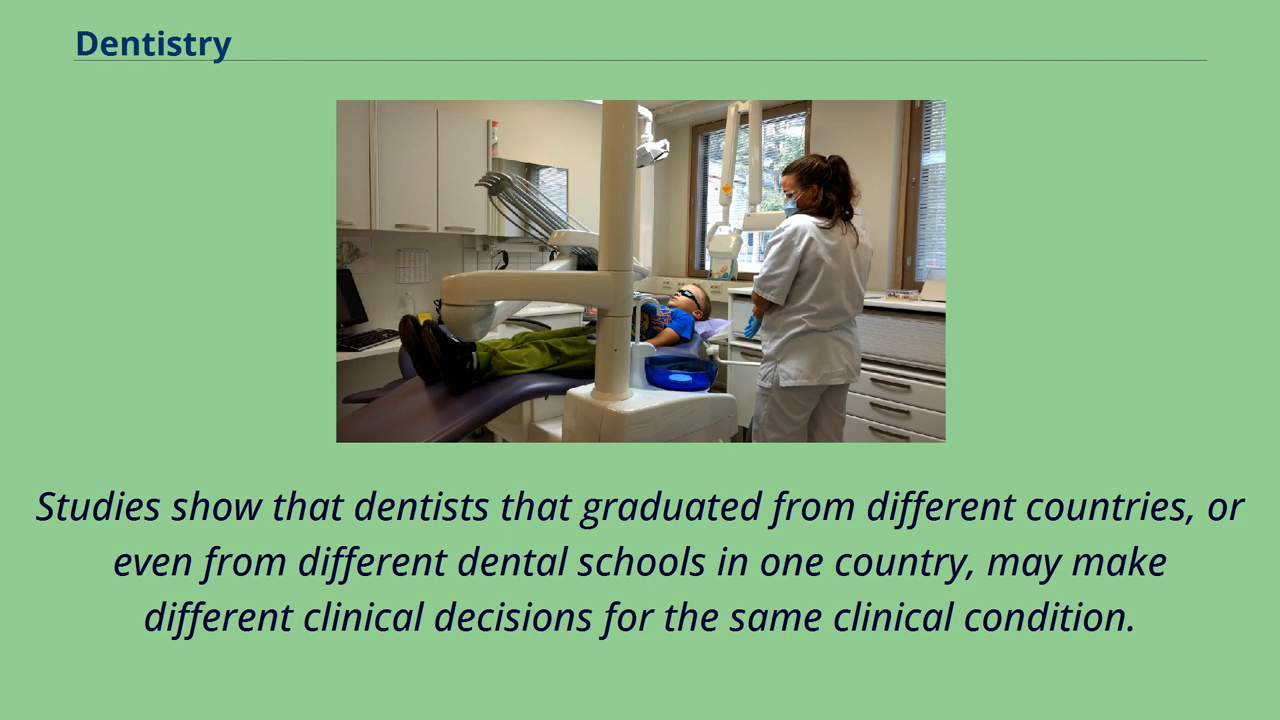 Dentistry
Studies show that dentists that graduated from different countries, or
even from different dental schools in one country, may make
different clinical decisions for the same clinical condition.